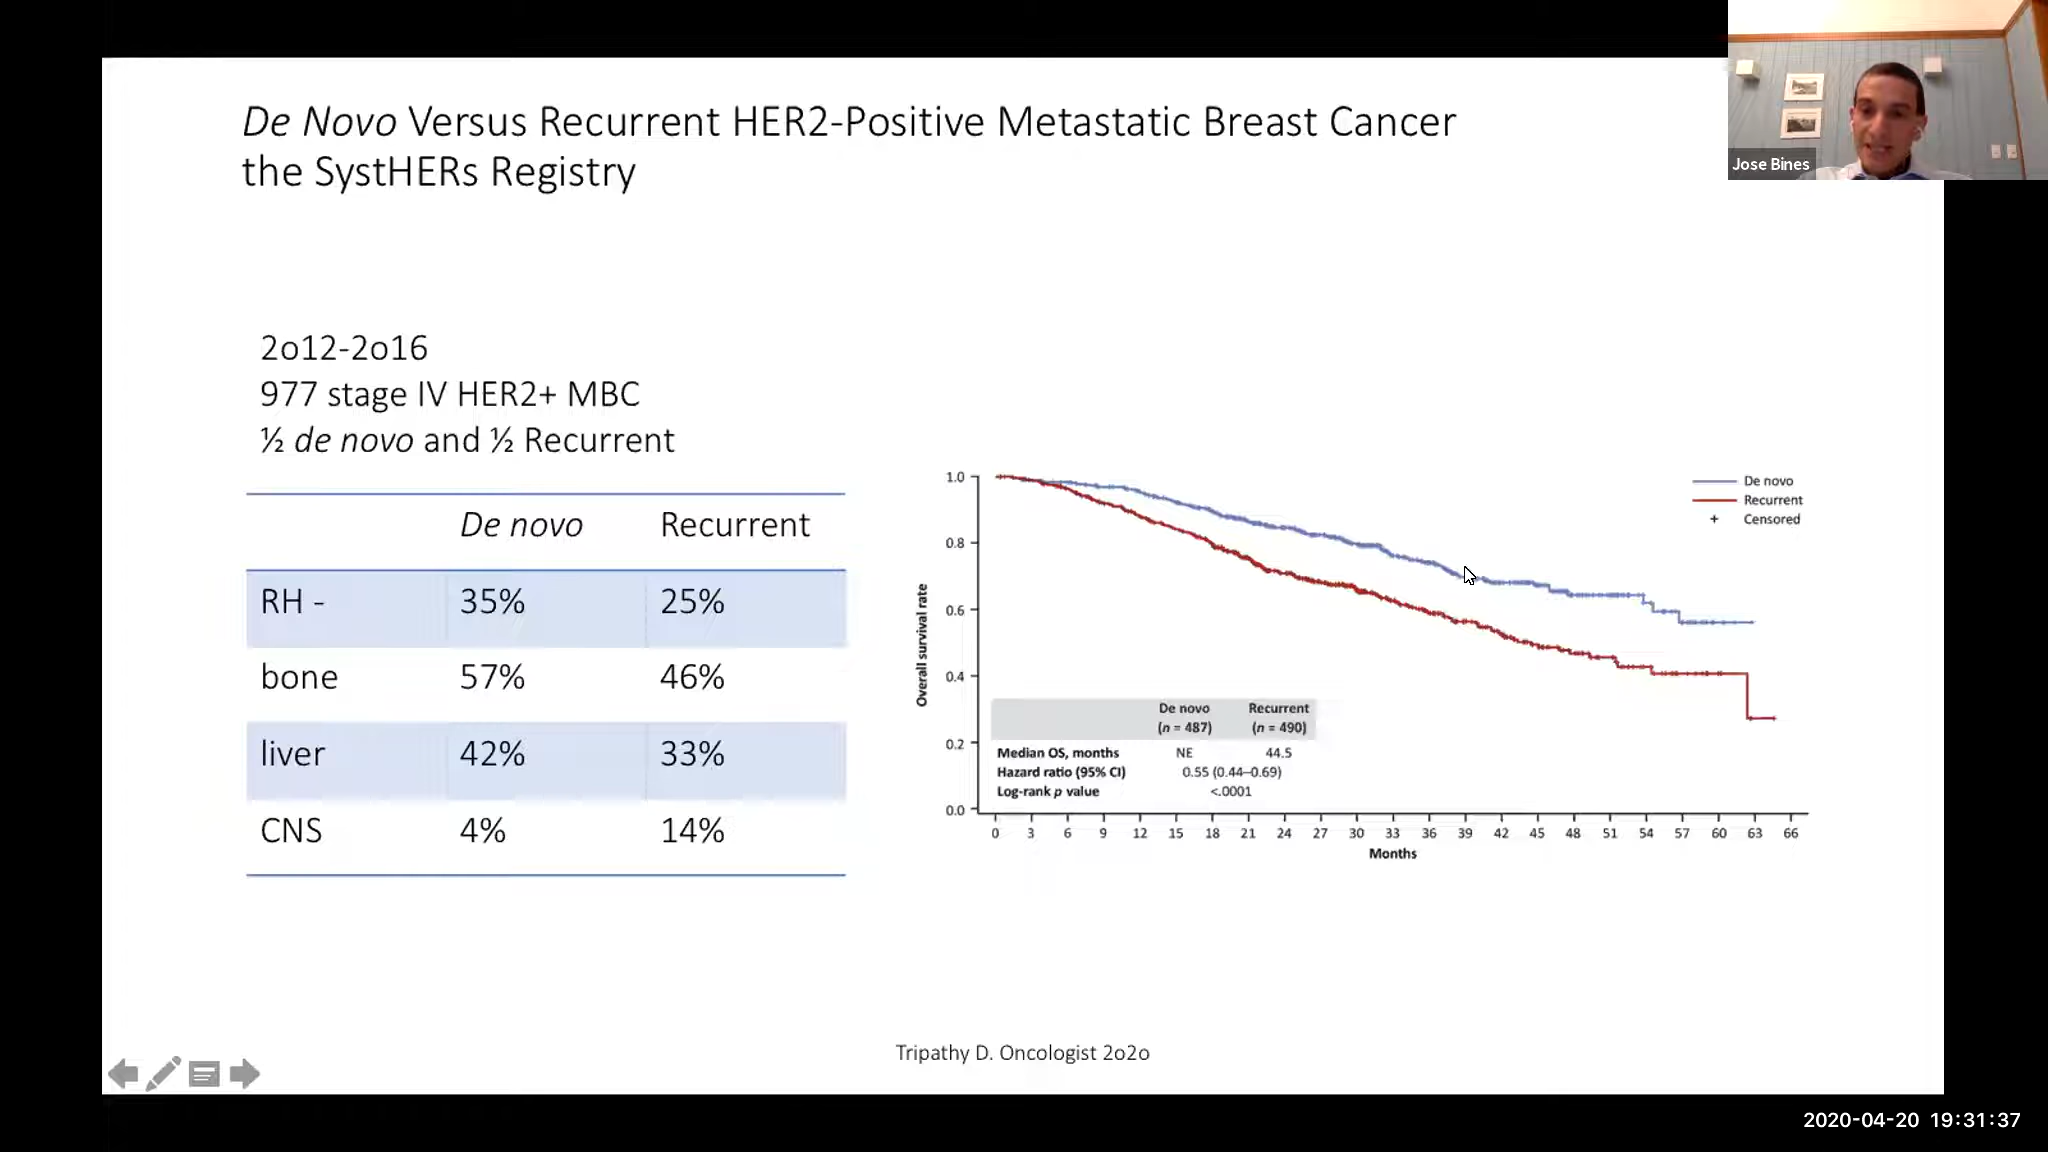 De Novo Versus Recurrent HER2-Positive Metastatic Breast Cancer
the SystHERs Registry
Jose Bines
2o12-2o16
977 stage IV HER2+ MBC
½ de novo and ½ Recurrent
De novo Recurrent
RH - 35% 25%
bone 57% 46%
liver 42% 33%
CNS 4% 14%
De novo
Recurrent
+ Censored
Overall survival rate
1.0
0.8
0.6
0.4
0.2
0.0
De novo Recurrent
(n = 487) (n = 490)
Median OS, months NE 44.5
Hazard ratio (95% CI) 0.55 (0.44–0.69)
Log-rank p value <.0001
0 3 6 9 12 15 18 21 24 27 30 33 36 39 42 45 48 51 54 57 60 63 66
Months
Tripathy D. Oncologist 2o2o
2020-04-20 19:31:37